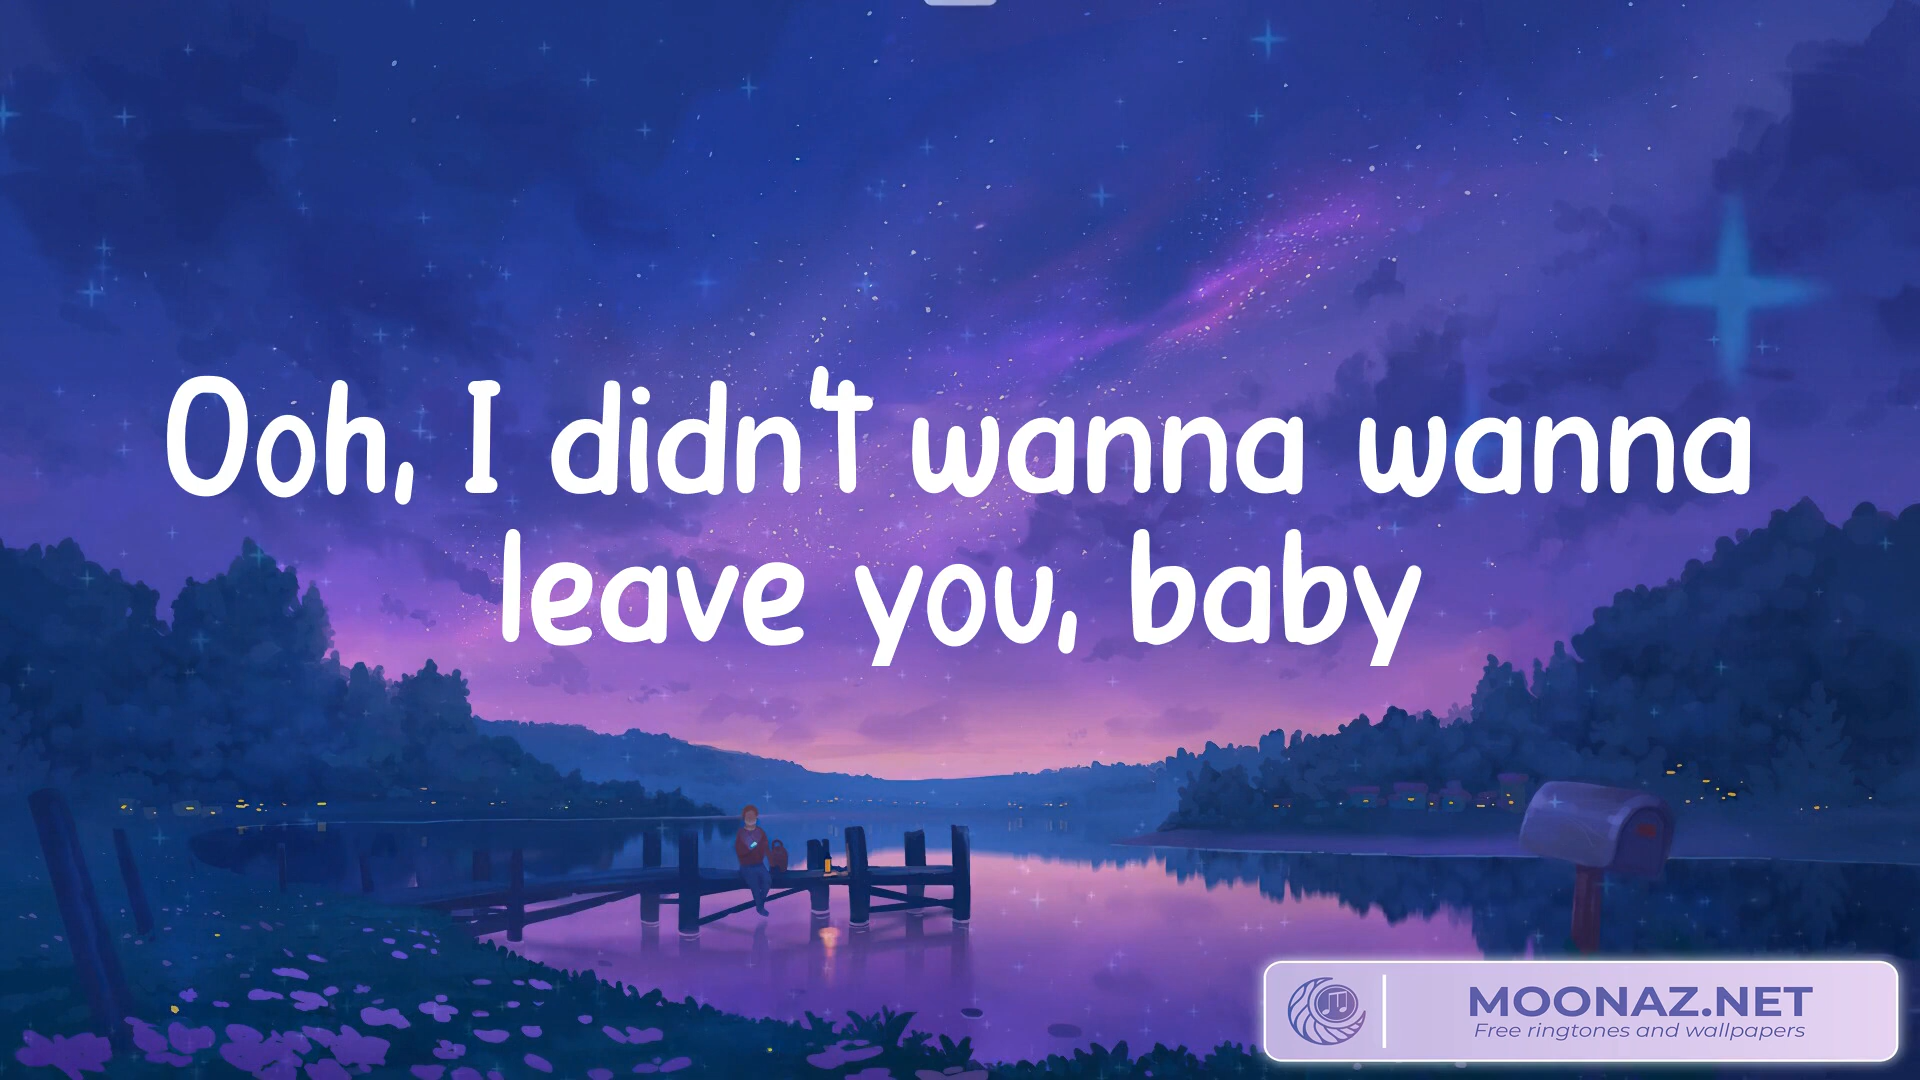 Ooh, I didn't wanna wanna
leave you, baby
MOONAZ.NET
Free ringtones and wallpapers